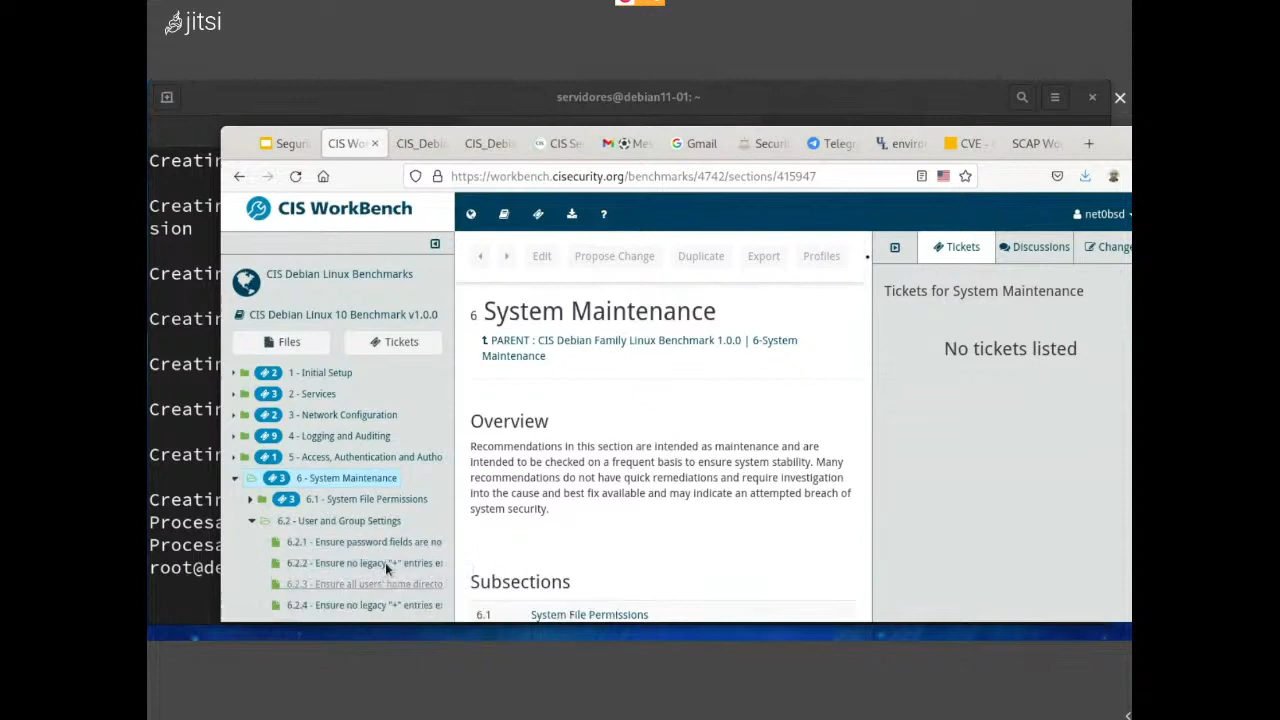 jitsi
servidores@debian11-01: ~
Segur CIS Wo CIS_Debi CIS_Debi CIS Se Me Gmail Securi Telegr enviro CVE - SCAP Wo
https://workbench.cisecurity.org/benchmarks/4742/sections/415947
CIS WorkBench
net0bsd
Edit Propose Change Duplicate Export Profiles
Tickets Discussions Change
CIS Debian Linux Benchmarks
CIS Debian Linux 10 Benchmark v1.0.0
Files Tickets
2 1 - Initial Setup
3 2 - Services
2 3 - Network Configuration
9 4 - Logging and Auditing
1 5 - Access, Authentication and Autho
3 6 - System Maintenance
3 6.1 - System File Permissions
6.2 - User and Group Settings
6.2.1 - Ensure password fields are no
6.2.2 - Ensure no legacy "+" entries e
6.2.3 - Ensure all users' home directo
6.2.4 - Ensure no legacy "+" entries e
6 System Maintenance
PARENT : CIS Debian Family Linux Benchmark 1.0.0 | 6-System
Maintenance
Overview
Recommendations in this section are intended as maintenance and are
intended to be checked on a frequent basis to ensure system stability. Many
recommendations do not have quick remediations and require investigation
into the cause and best fix available and may indicate an attempted breach of
system security.
Subsections
6.1 System File Permissions
Tickets for System Maintenance
No tickets listed
Creatin
Creatin
sion
Creatin
Creatin
Creatin
Creatin
Creatin
Creatin
Procesa
Procesa
root@de